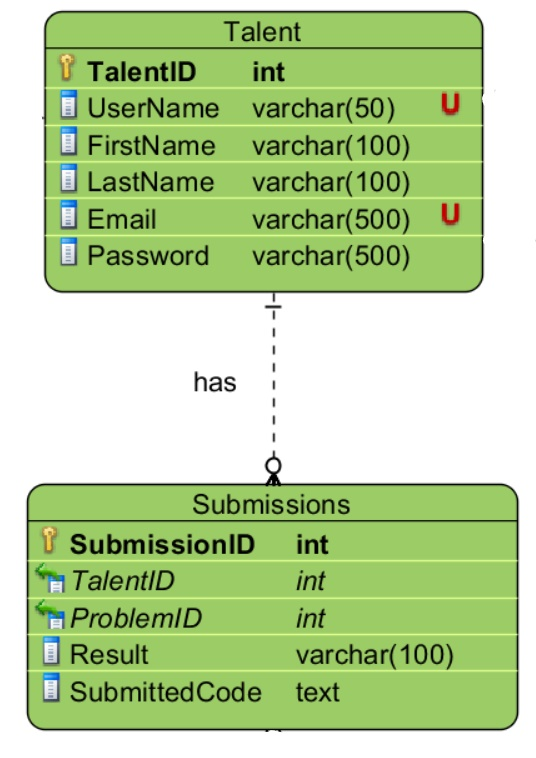 Talent
TalentID int
UserName varchar(50) U
FirstName varchar(100)
LastName varchar(100)
Email varchar(500) U
Password varchar(500)
has
Submissions
SubmissionID int
TalentID int
ProblemID int
Result varchar(100)
SubmittedCode text